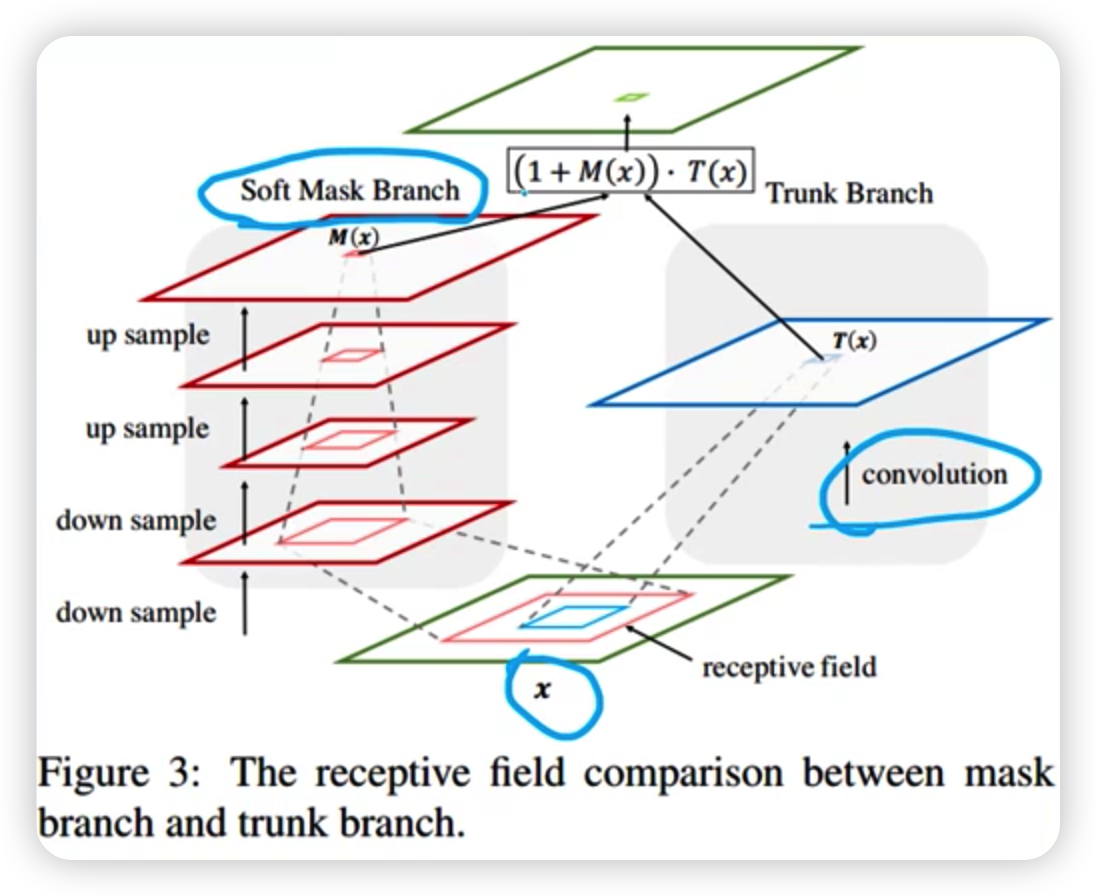 (1 + M(x)) · T(x)
Soft Mask Branch
Trunk Branch
M(x)
up sample
T(x)
up sample
convolution
down sample
down sample
receptive field
x
Figure 3: The receptive field comparison between mask
branch and trunk branch.